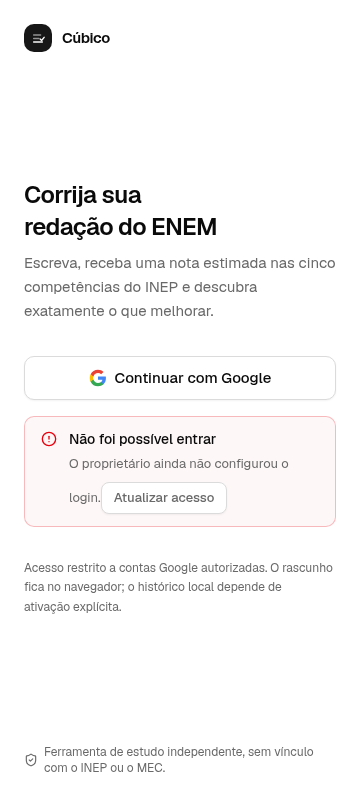 Cúbico
Corrija sua
redação do ENEM
Escreva, receba uma nota estimada nas cinco
competências do INEP e descubra
exatamente o que melhorar.
Continuar com Google
Não foi possível entrar
O proprietário ainda não configurou o
login. Atualizar acesso
Acesso restrito a contas Google autorizadas. O rascunho
fica no navegador; o histórico local depende de
ativação explícita.
Ferramenta de estudo independente, sem vínculo
com o INEP ou o MEC.